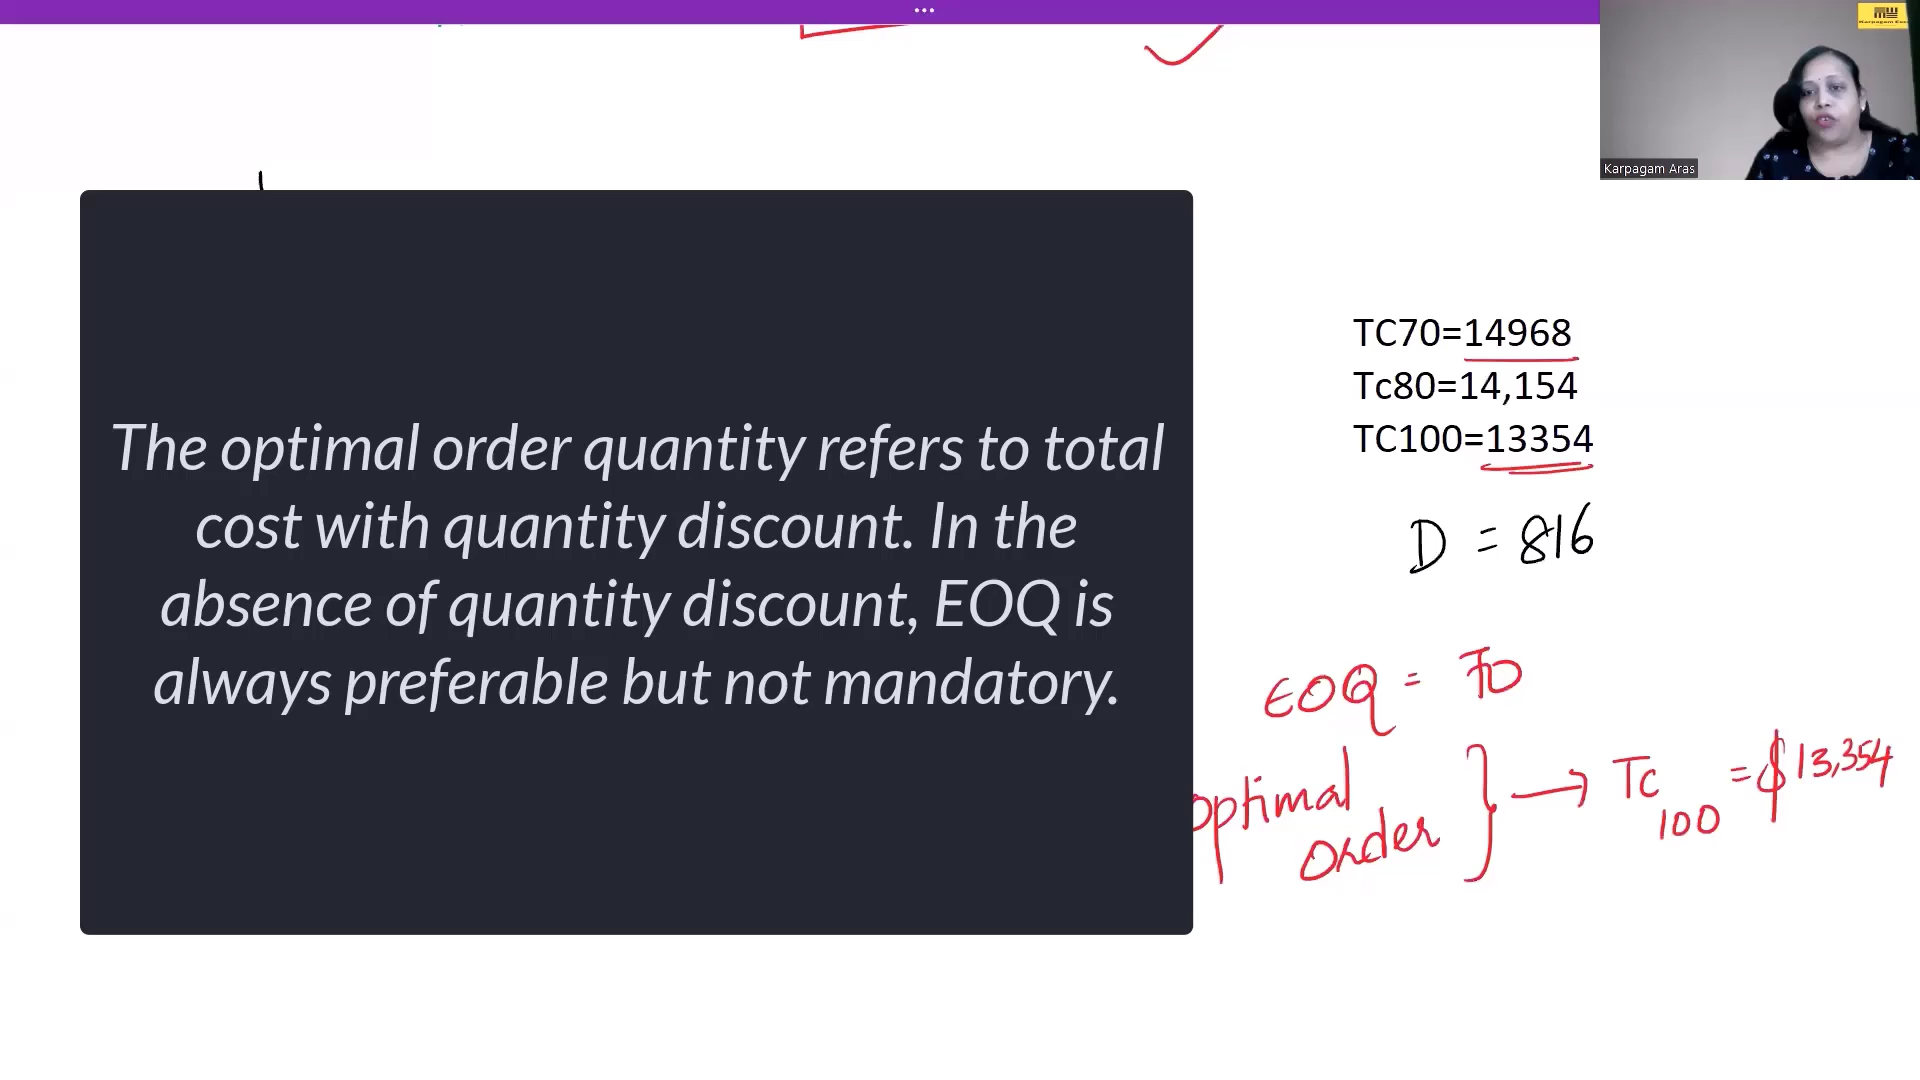 Karpagam Aras
The optimal order quantity refers to total
cost with quantity discount. In the
absence of quantity discount, EOQ is
always preferable but not mandatory.
TC70=14968
Tc80=14,154
TC100=13354
D = 816
EOQ = 70
optimal
order } → Tc100 = $13,354